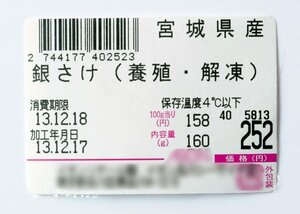 宮城県産
2 744177 402523
銀さけ(養殖・解凍)
消費期限
13.12.18
加工年月日
13.12.17
保存温度4℃以下
100g当り(円) 158
40 5813
内容量(g) 160
252
価格(円)
外包装